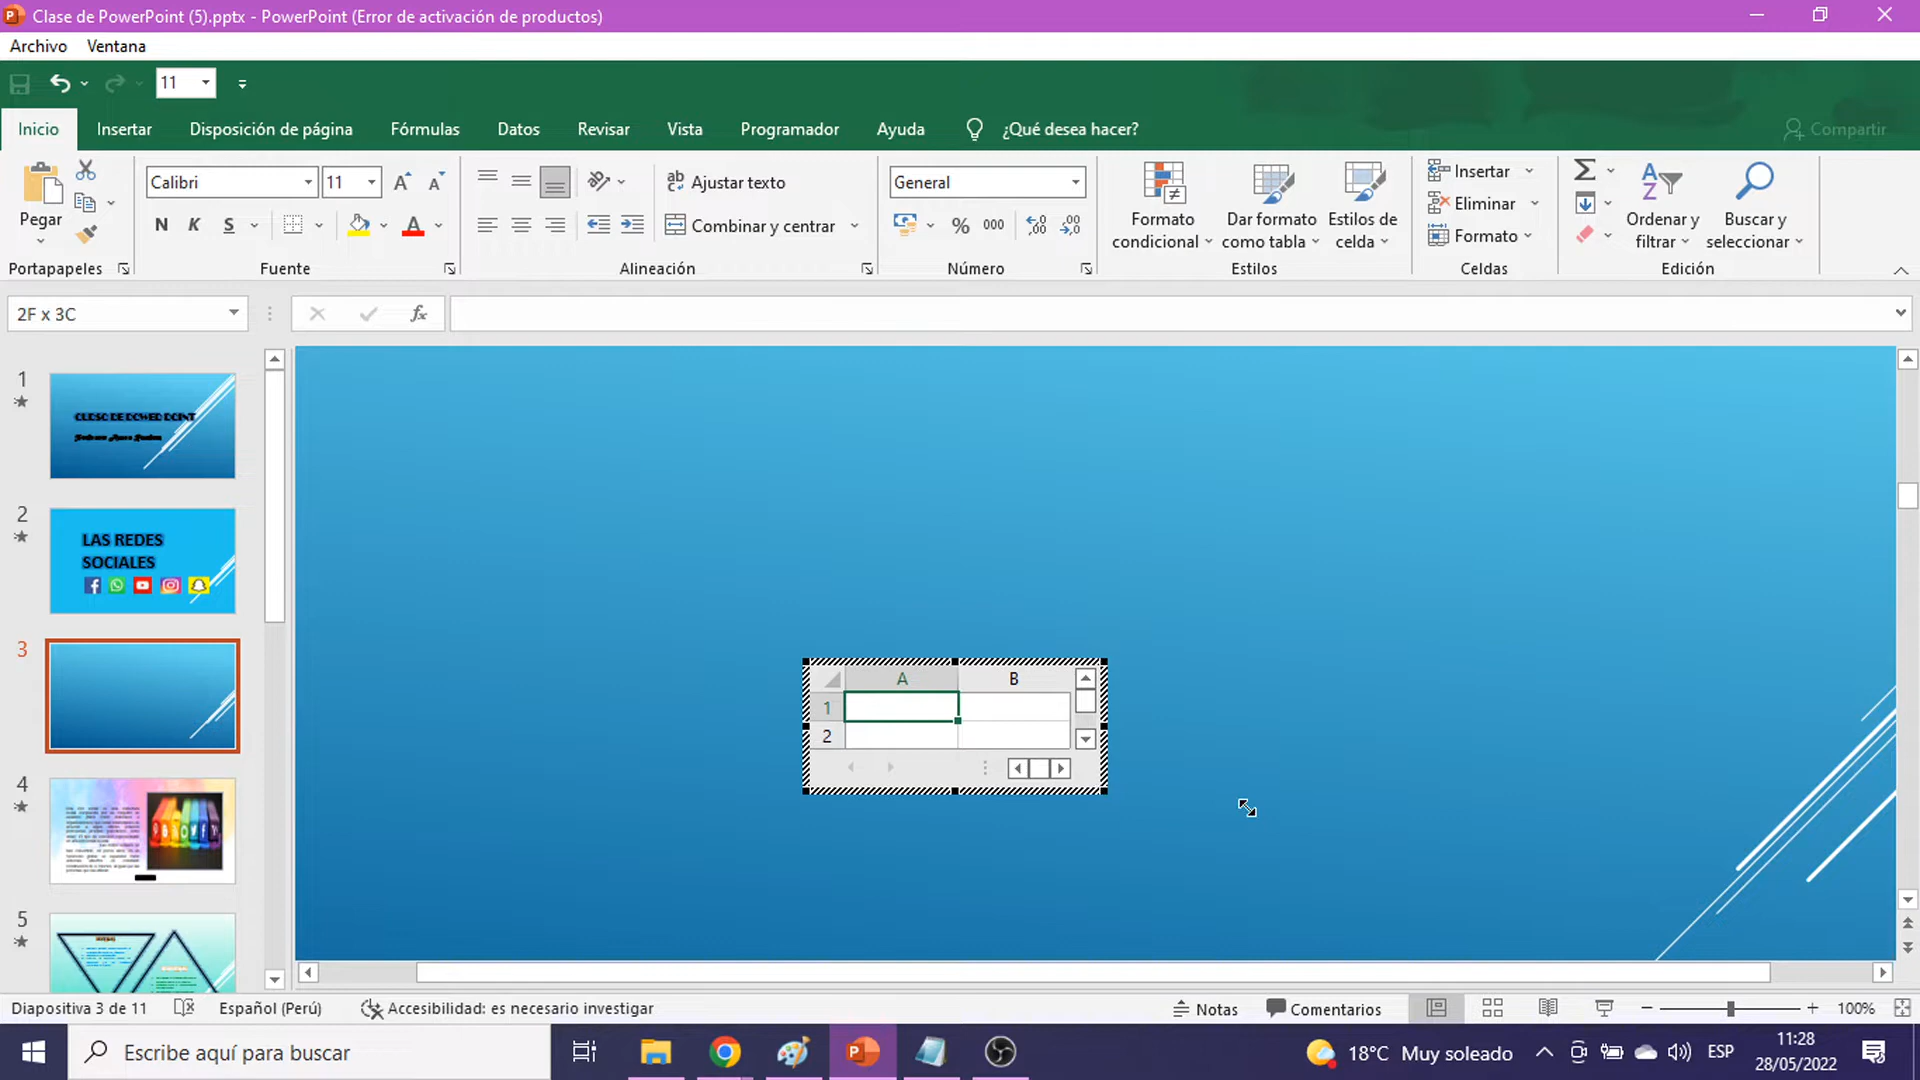 Clase de PowerPoint (5).pptx - PowerPoint (Error de activación de productos)
Archivo Ventana
11
Inicio Insertar Disposición de página Fórmulas Datos Revisar Vista Programador Ayuda ¿Qué desea hacer? Compartir
Pegar
Portapapeles
Calibri 11
N K S A
Fuente
ab Ajustar texto
Combinar y centrar
Alineación
General
% 000
Número
Formato condicional
Dar formato como tabla
Estilos de celda
Estilos
Insertar
Eliminar
Formato
Celdas
Ordenar y filtrar
Buscar y seleccionar
Edición
2F x 3C
fx
1
CURSO DE POWER POINT
2
LAS REDES
SOCIALES
3
4
5
A B
1
2
Diapositiva 3 de 11 Español (Perú) Accesibilidad: es necesario investigar Notas Comentarios 100%
Escribe aquí para buscar
18°C Muy soleado ESP
11:28
28/05/2022